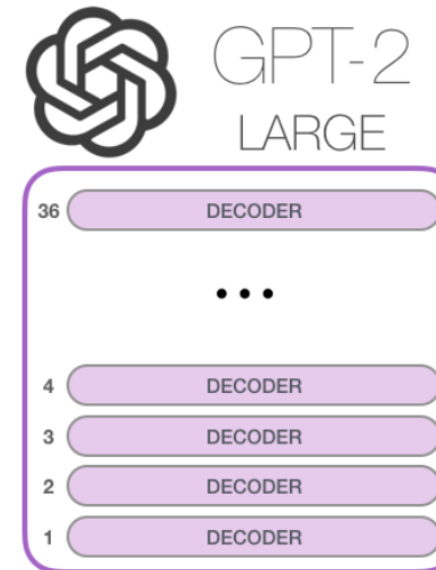 GPT-2
LARGE
36 DECODER
...
4 DECODER
3 DECODER
2 DECODER
1 DECODER